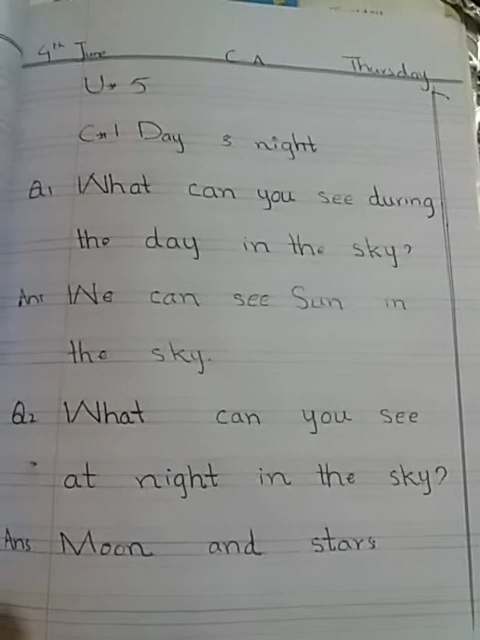 4th June C A Thursday
U# 5
C#1 Day & night
Q1 What can you see during
the day in the sky?
Ans We can see Sun in
the sky.
Q2 What can you see
at night in the sky?
Ans Moon and stars